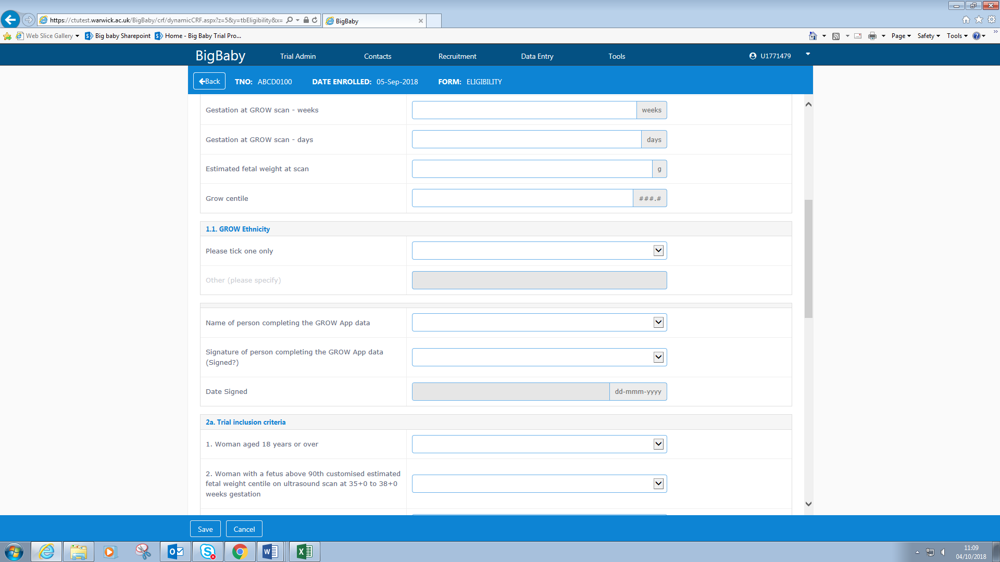 https://ctutest.warwick.ac.uk/BigBaby/crf/dynamicCRF.aspx?z=5&y=tbEligibility&x=
BigBaby
Web Slice Gallery
Big baby Sharepoint
Home - Big Baby Trial Pro...
Page
Safety
Tools
BigBaby
Trial Admin
Contacts
Recruitment
Data Entry
Tools
U1771479
Back
TNO: ABCD0100
DATE ENROLLED: 05-Sep-2018
FORM: ELIGIBILITY
Gestation at GROW scan - weeks
weeks
Gestation at GROW scan - days
days
Estimated fetal weight at scan
g
Grow centile
###.#
1.1. GROW Ethnicity
Please tick one only
Other (please specify)
Name of person completing the GROW App data
Signature of person completing the GROW App data
(Signed?)
Date Signed
dd-mmm-yyyy
2a. Trial inclusion criteria
1. Woman aged 18 years or over
2. Woman with a fetus above 90th customised estimated
fetal weight centile on ultrasound scan at 35+0 to 38+0
weeks gestation
Save
Cancel
11:09
04/10/2018